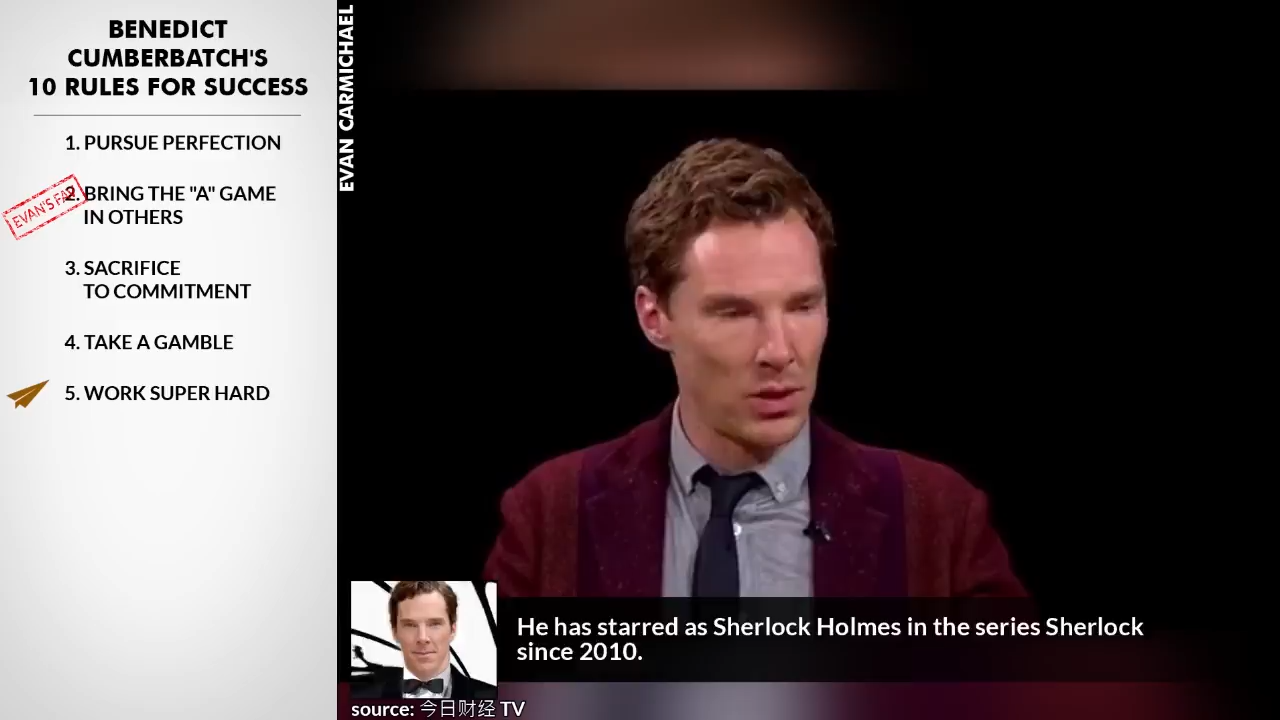 BENEDICT
CUMBERBATCH'S
10 RULES FOR SUCCESS
1. PURSUE PERFECTION
2. BRING THE "A" GAME
IN OTHERS
EVAN'S FAV
3. SACRIFICE
TO COMMITMENT
4. TAKE A GAMBLE
5. WORK SUPER HARD
EVAN CARMICHAEL
He has starred as Sherlock Holmes in the series Sherlock
since 2010.
source: 今日财经 TV